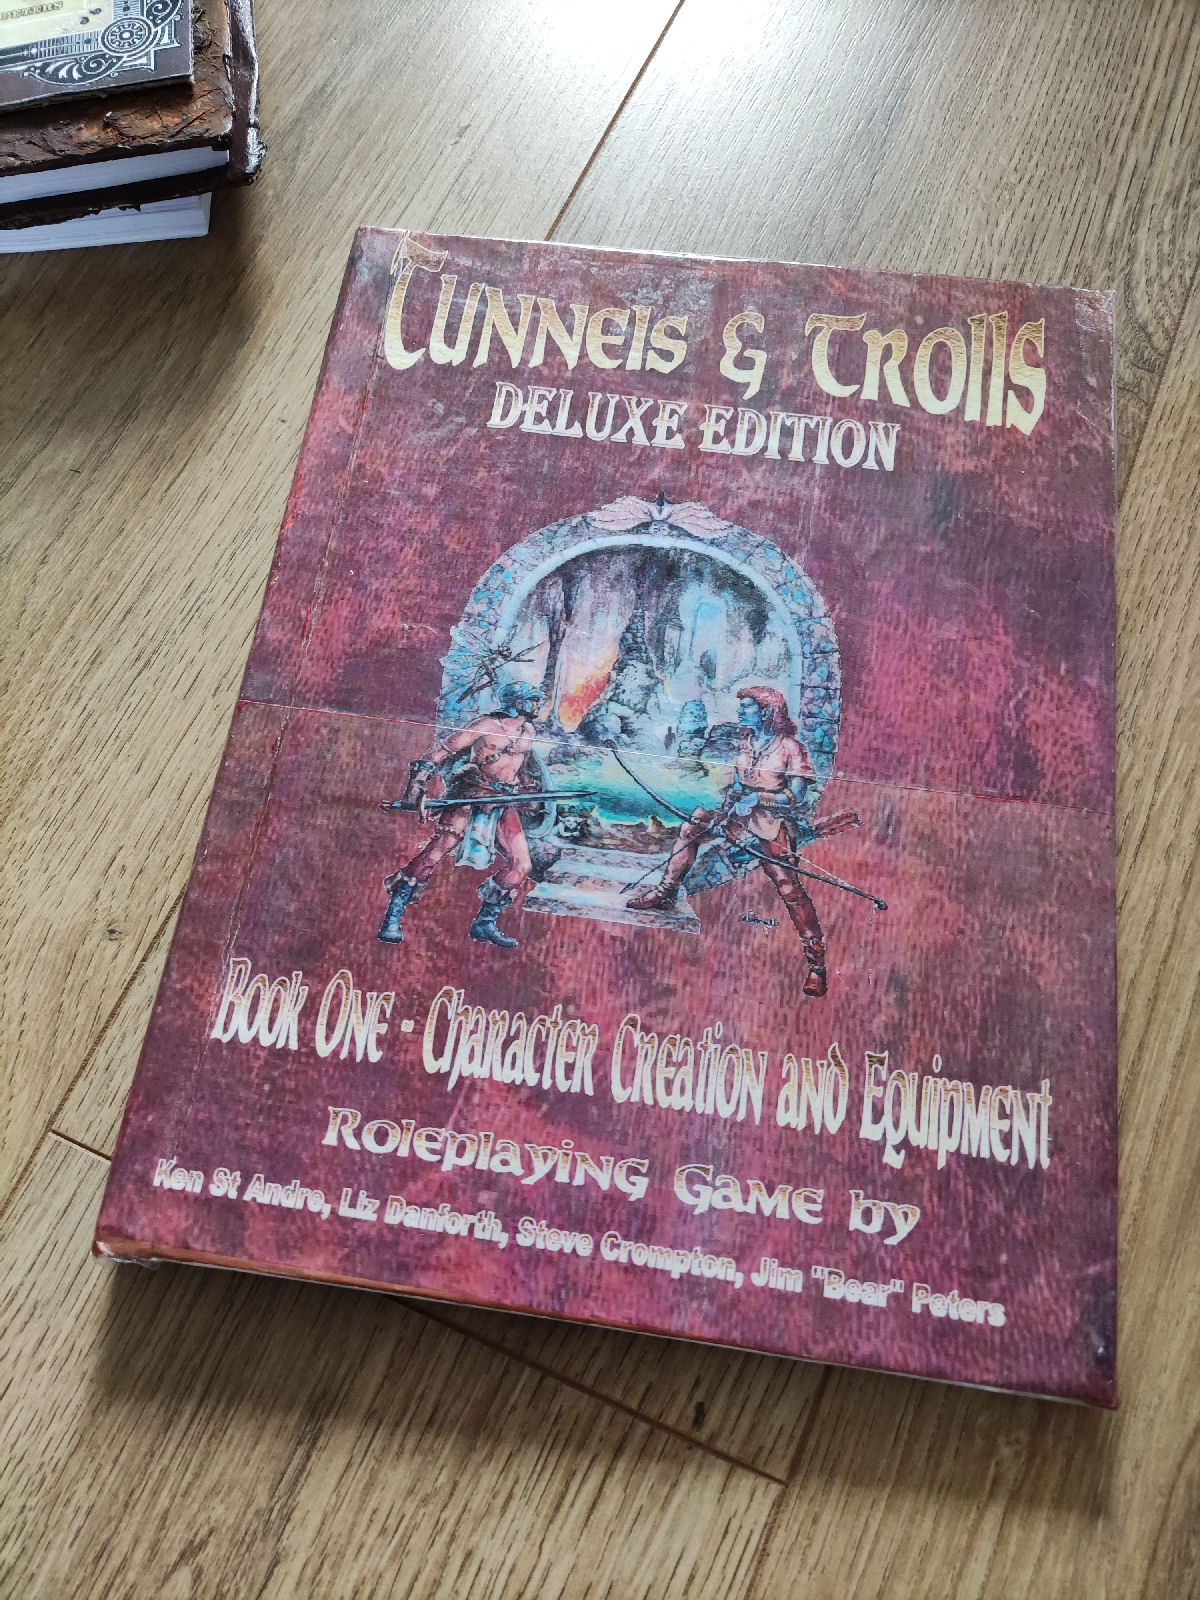 PETERS
Tunnels & Trolls
DELUXE EDITION
Book One - Character Creation and Equipment
Roleplaying Game by
Ken St Andre, Liz Danforth, Steve Crompton, Jim "Bear" Peters